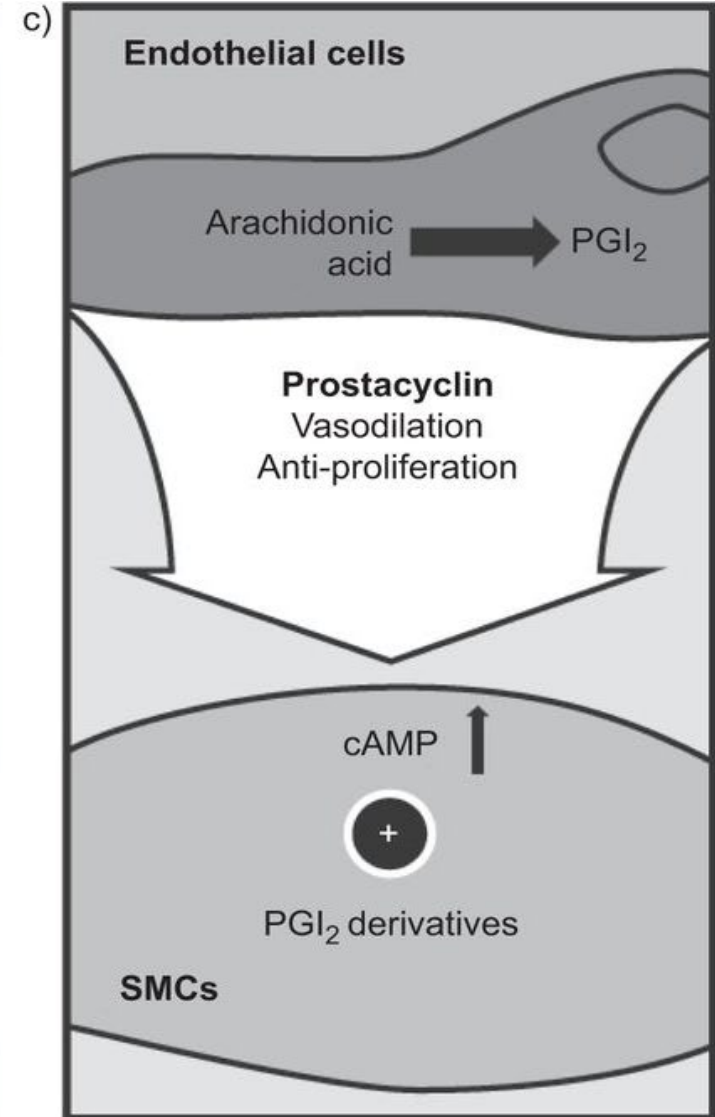 c)
Endothelial cells
Arachidonic
acid
PGI₂
Prostacyclin
Vasodilation
Anti-proliferation
cAMP
+
PGI₂ derivatives
SMCs